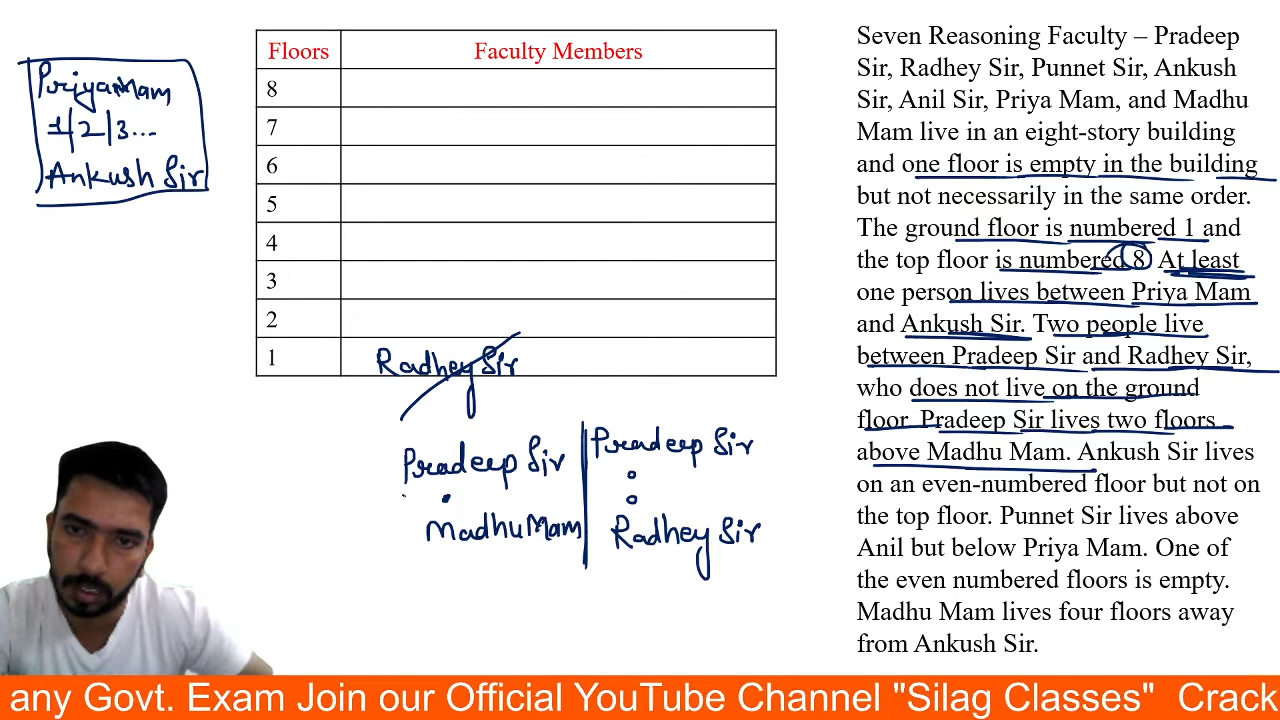 Priya Mam
1/2/3...
Ankush Sir
Floors Faculty Members
8
7
6
5
4
3
2
1 Radhey Sir
Pradeep Sir
Madhu Mam
Pradeep Sir
Radhey Sir
Seven Reasoning Faculty – Pradeep
Sir, Radhey Sir, Punnet Sir, Ankush
Sir, Anil Sir, Priya Mam, and Madhu
Mam live in an eight-story building
and one floor is empty in the building
but not necessarily in the same order.
The ground floor is numbered 1 and
the top floor is numbered 8. At least
one person lives between Priya Mam
and Ankush Sir. Two people live
between Pradeep Sir and Radhey Sir,
who does not live on the ground
floor. Pradeep Sir lives two floors
above Madhu Mam. Ankush Sir lives
on an even-numbered floor but not on
the top floor. Punnet Sir lives above
Anil but below Priya Mam. One of
the even numbered floors is empty.
Madhu Mam lives four floors away
from Ankush Sir.
any Govt. Exam Join our Official YouTube Channel "Silag Classes" Crack